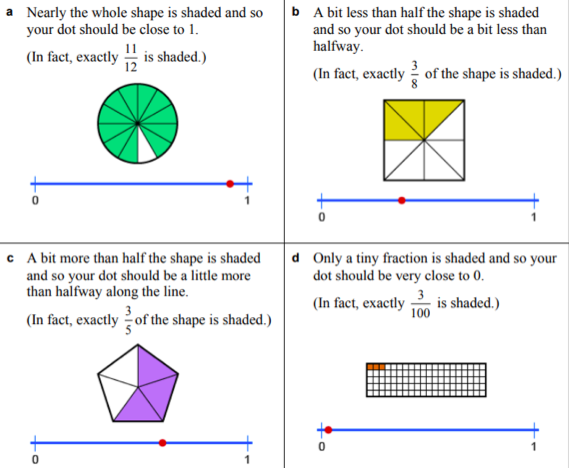 a Nearly the whole shape is shaded and so
your dot should be close to 1.
(In fact, exactly 11/12 is shaded.)
0 1
b A bit less than half the shape is shaded
and so your dot should be a bit less than
halfway.
(In fact, exactly 3/8 of the shape is shaded.)
0 1
c A bit more than half the shape is shaded
and so your dot should be a little more
than halfway along the line.
(In fact, exactly 3/5 of the shape is shaded.)
0 1
d Only a tiny fraction is shaded and so your
dot should be very close to 0.
(In fact, exactly 3/100 is shaded.)
0 1